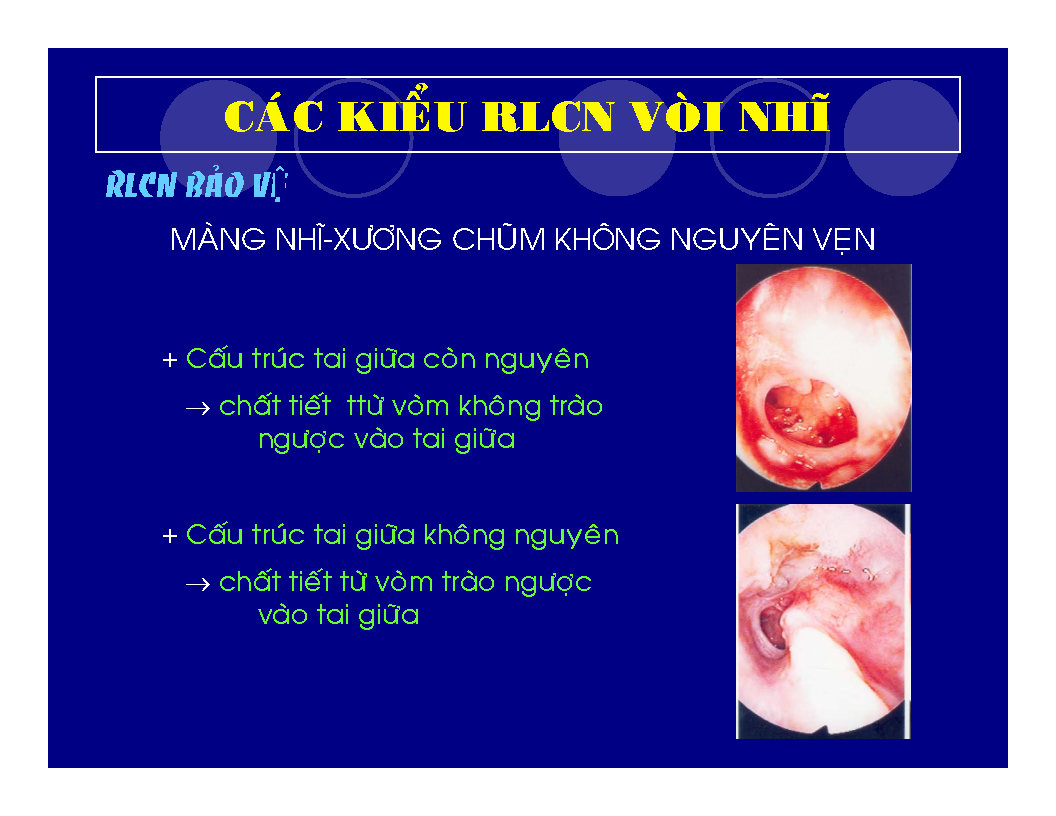 CÁC KIỂU RLCN VÒI NHĨ
RLCN BẢO VỆ
MÀNG NHĨ-XƯƠNG CHŨM KHÔNG NGUYÊN VẸN
+ Cấu trúc tai giữa còn nguyên
→ chất tiết ttừ vòm không trào
ngược vào tai giữa
+ Cấu trúc tai giữa không nguyên
→ chất tiết từ vòm trào ngược
vào tai giữa